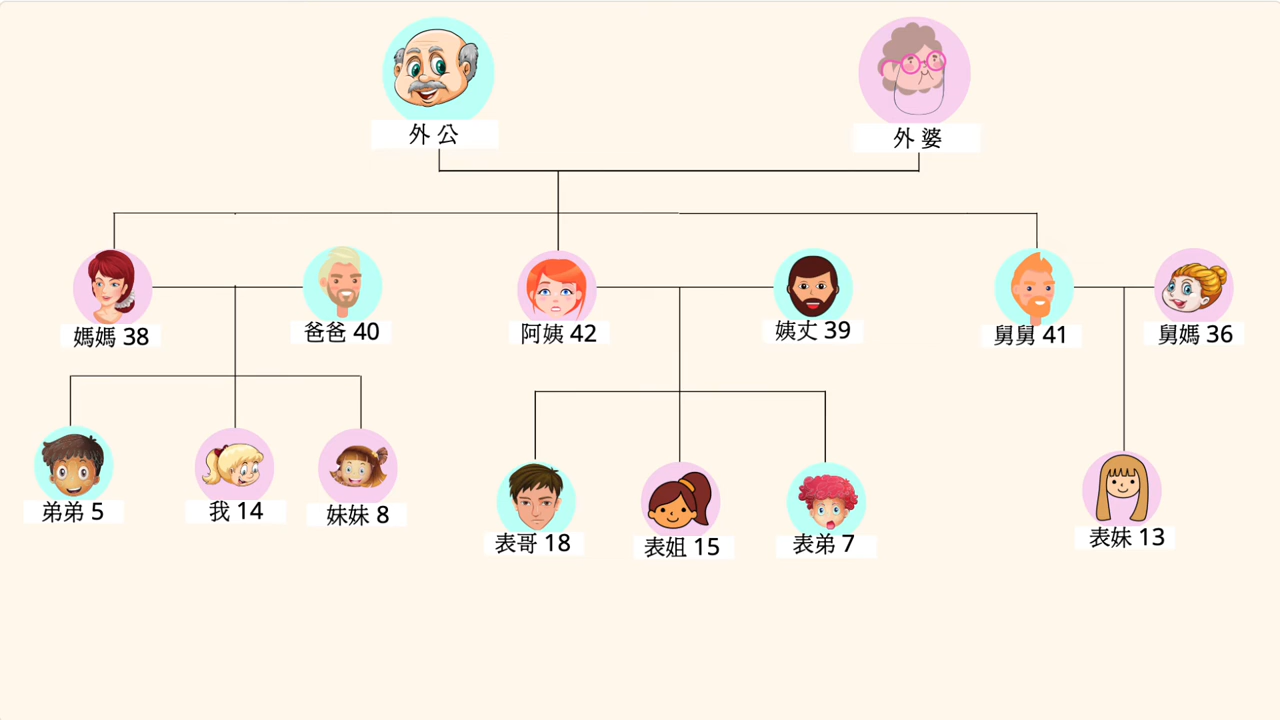 外公
外婆
媽媽 38
爸爸 40
阿姨 42
姨丈 39
舅舅 41
舅媽 36
弟弟 5
我 14
妹妹 8
表哥 18
表姐 15
表弟 7
表妹 13